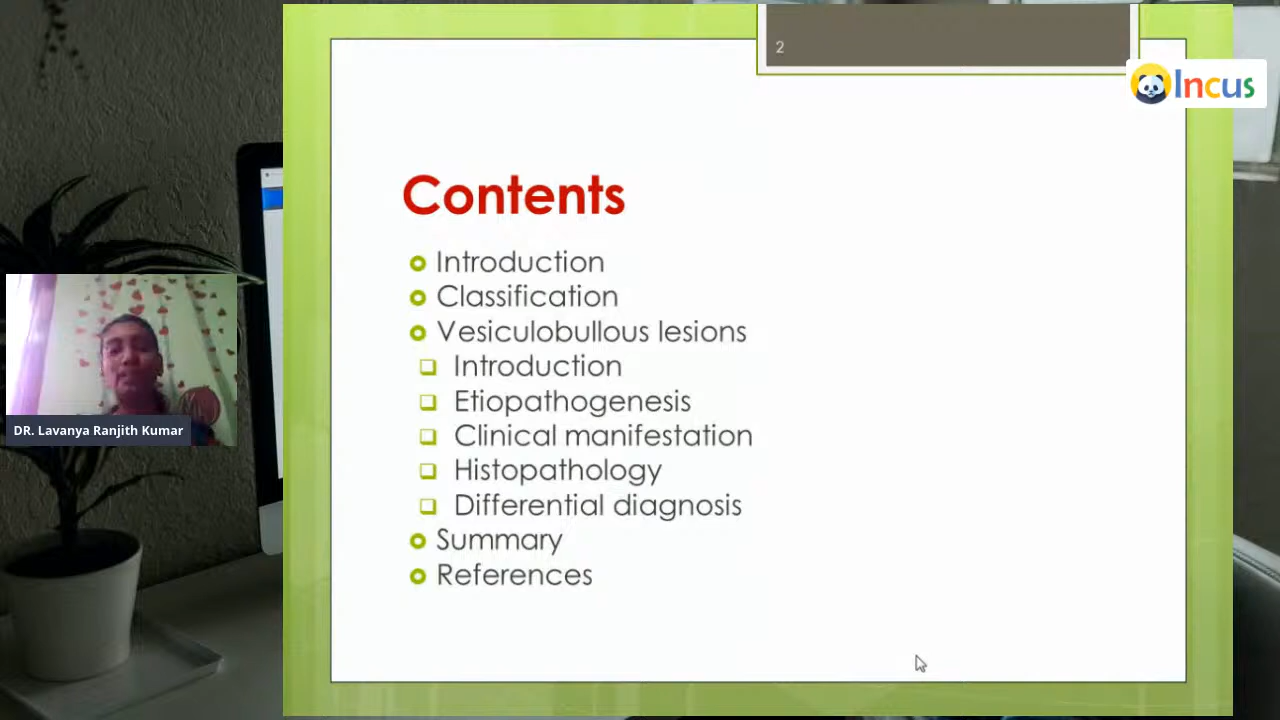 2
Incus
Contents
Introduction
Classification
Vesiculobullous lesions
Introduction
Etiopathogenesis
Clinical manifestation
Histopathology
Differential diagnosis
Summary
References
DR. Lavanya Ranjith Kumar